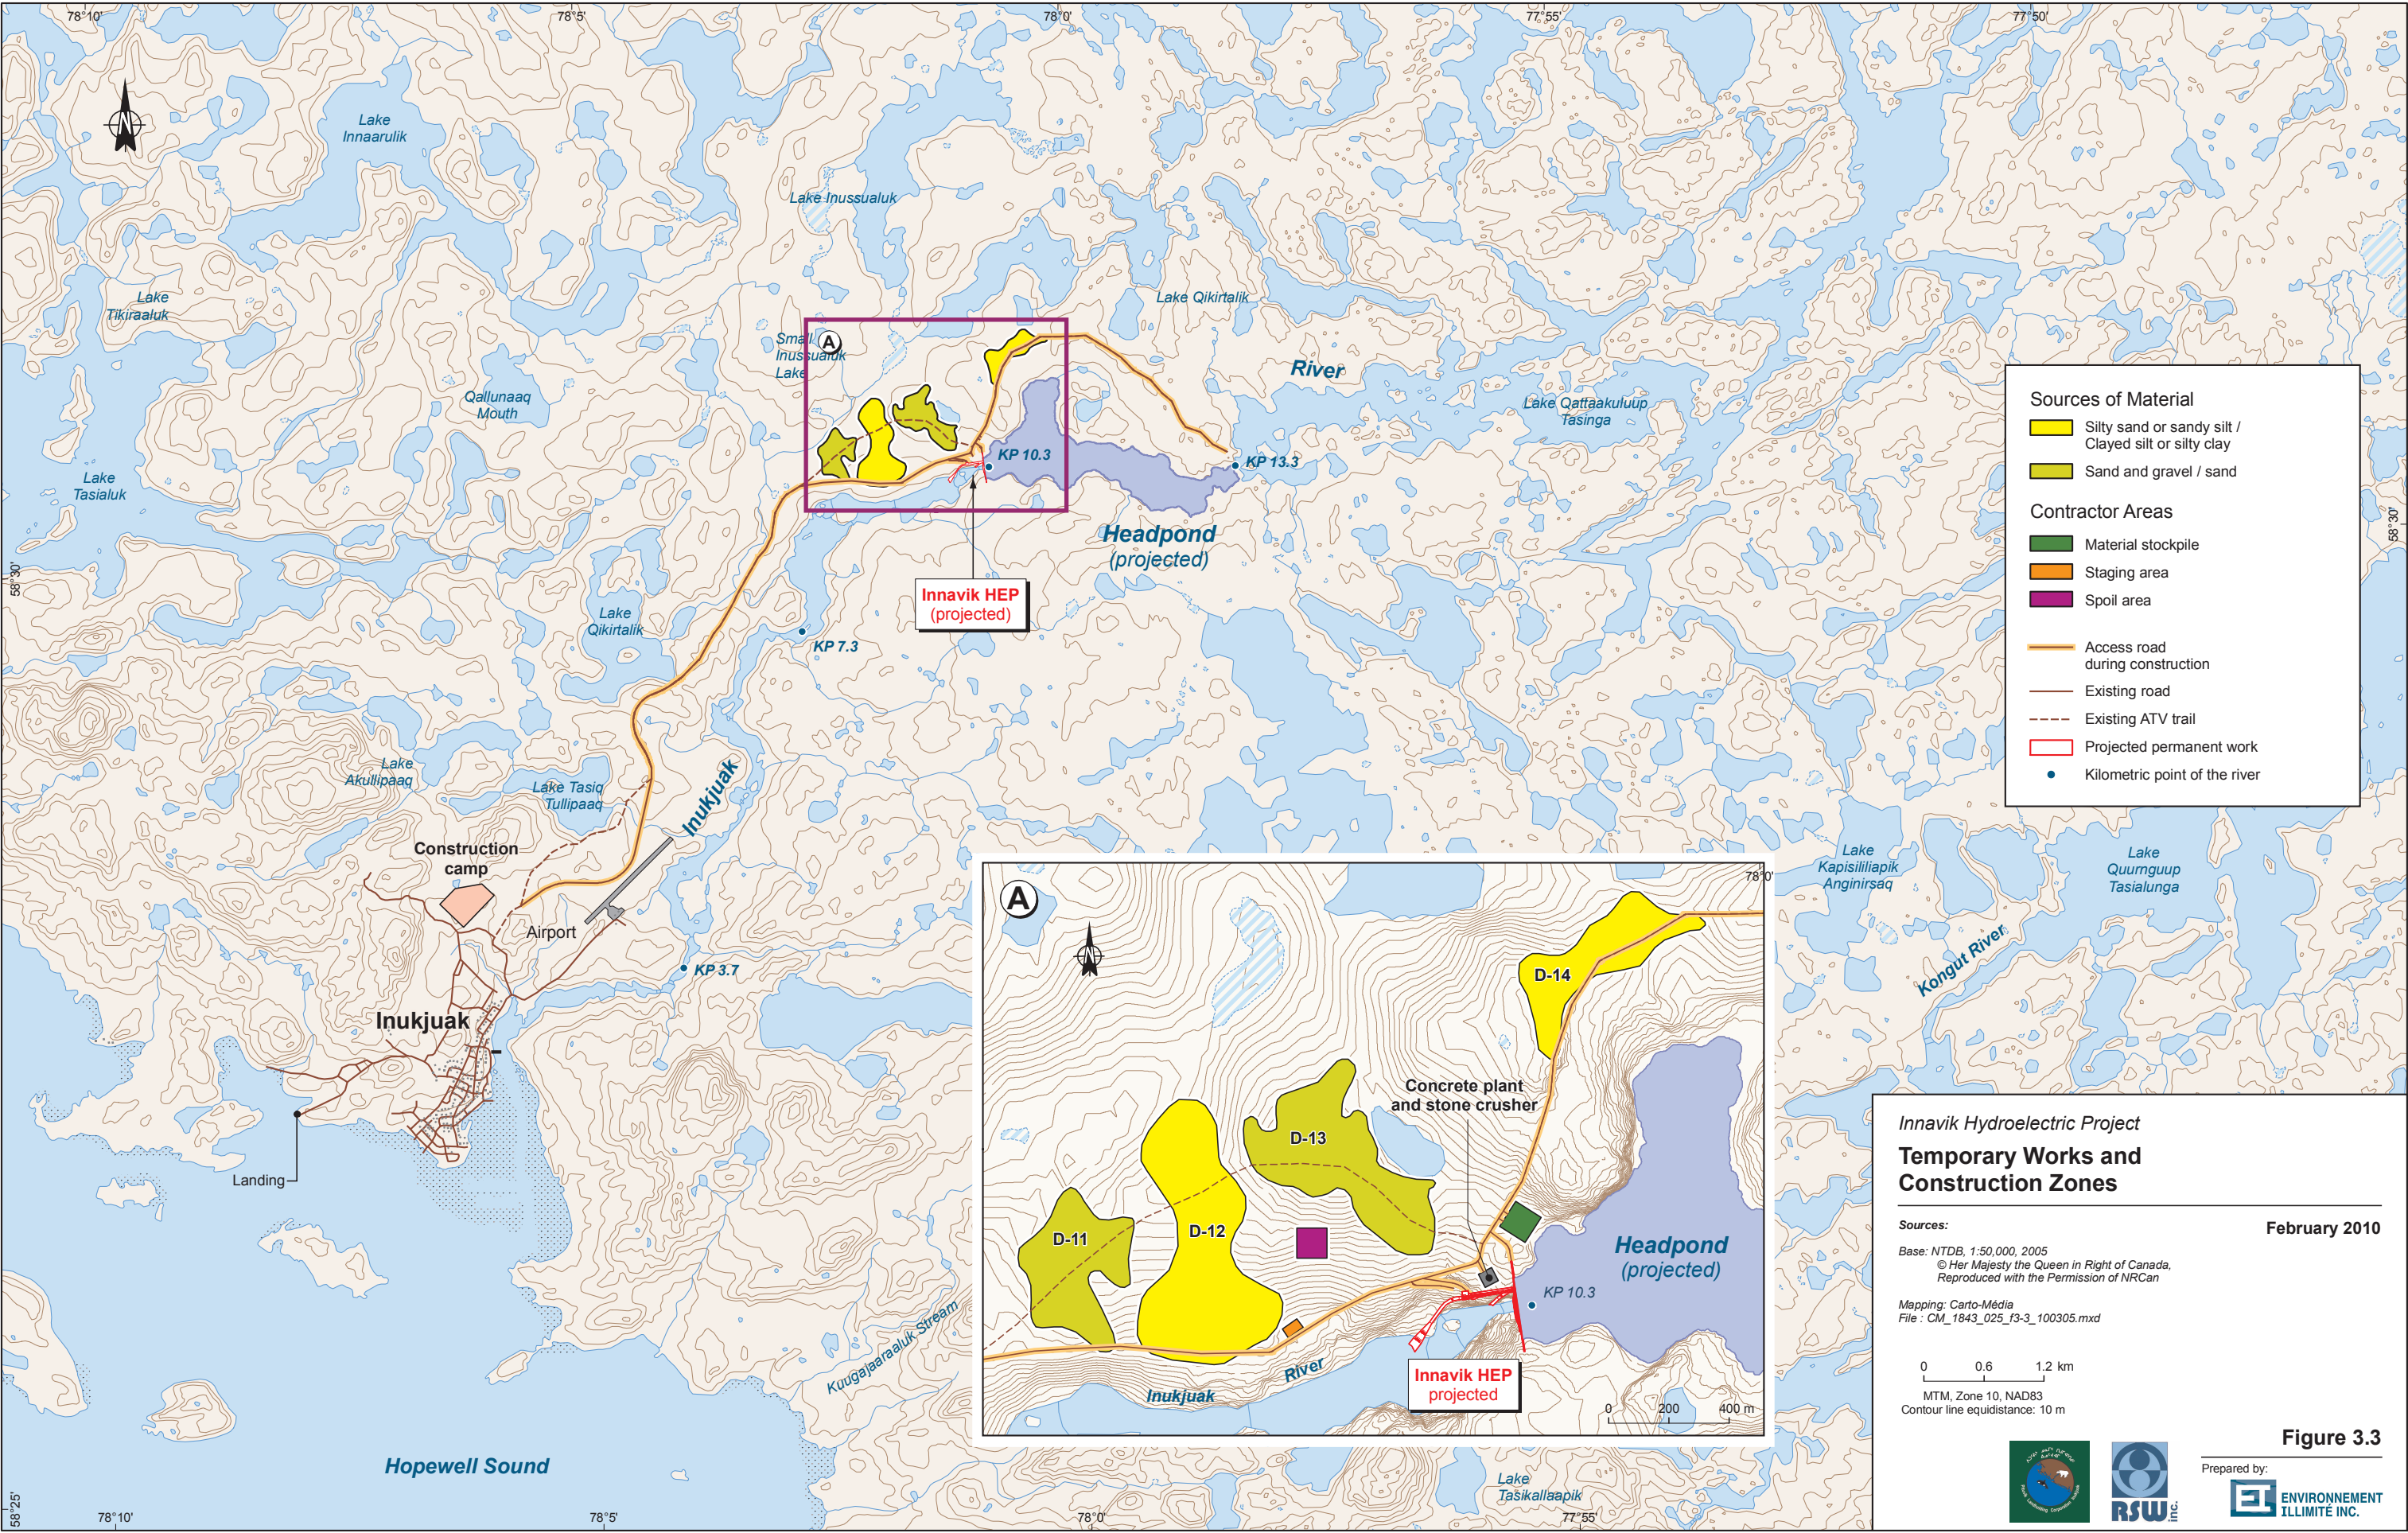 78°10'
78°5'
78°0'
77°55'
77°50'
Lake
Innaarulik
Lake Inussualuk
Lake
Tikiraaluk
Lake Qikirtalik
Small
Inussualuk
Lake
A
River
Qallunaaq
Mouth
Lake Qattaakuluup
Tasinga
KP 10.3
KP 13.3
Lake
Tasialuk
Headpond
(projected)
58°30'
58°30'
Innavik HEP
(projected)
Lake
Qikirtalik
KP 7.3
Lake
Akullipaaq
Lake Tasiq
Tullipaaq
Inukjuak
Construction
camp
Airport
KP 3.7
Inukjuak
Landing
Kuugajaaraaluk Stream
Hopewell Sound
Lake
Kapisililiapik
Anginirsaq
Lake
Quurnguup
Tasialunga
Kongut River
Lake
Tasikallaapik
58°25'
78°10'
78°5'
78°0'
77°55'
Sources of Material
Silty sand or sandy silt /
Clayed silt or silty clay
Sand and gravel / sand
Contractor Areas
Material stockpile
Staging area
Spoil area
Access road
during construction
Existing road
Existing ATV trail
Projected permanent work
Kilometric point of the river
A
78°0'
D-14
Concrete plant
and stone crusher
D-13
D-12
D-11
Headpond
(projected)
KP 10.3
Innavik HEP
projected
Inukjuak
River
0 200 400 m
Innavik Hydroelectric Project
Temporary Works and
Construction Zones
Sources:
February 2010
Base: NTDB, 1:50,000, 2005
© Her Majesty the Queen in Right of Canada,
Reproduced with the Permission of NRCan
Mapping: Carto-Média
File : CM_1843_025_f3-3_100305.mxd
0 0.6 1.2 km
MTM, Zone 10, NAD83
Contour line equidistance: 10 m
Figure 3.3
Prepared by:
RSW inc.
EI ENVIRONNEMENT
ILLIMITÉ INC.